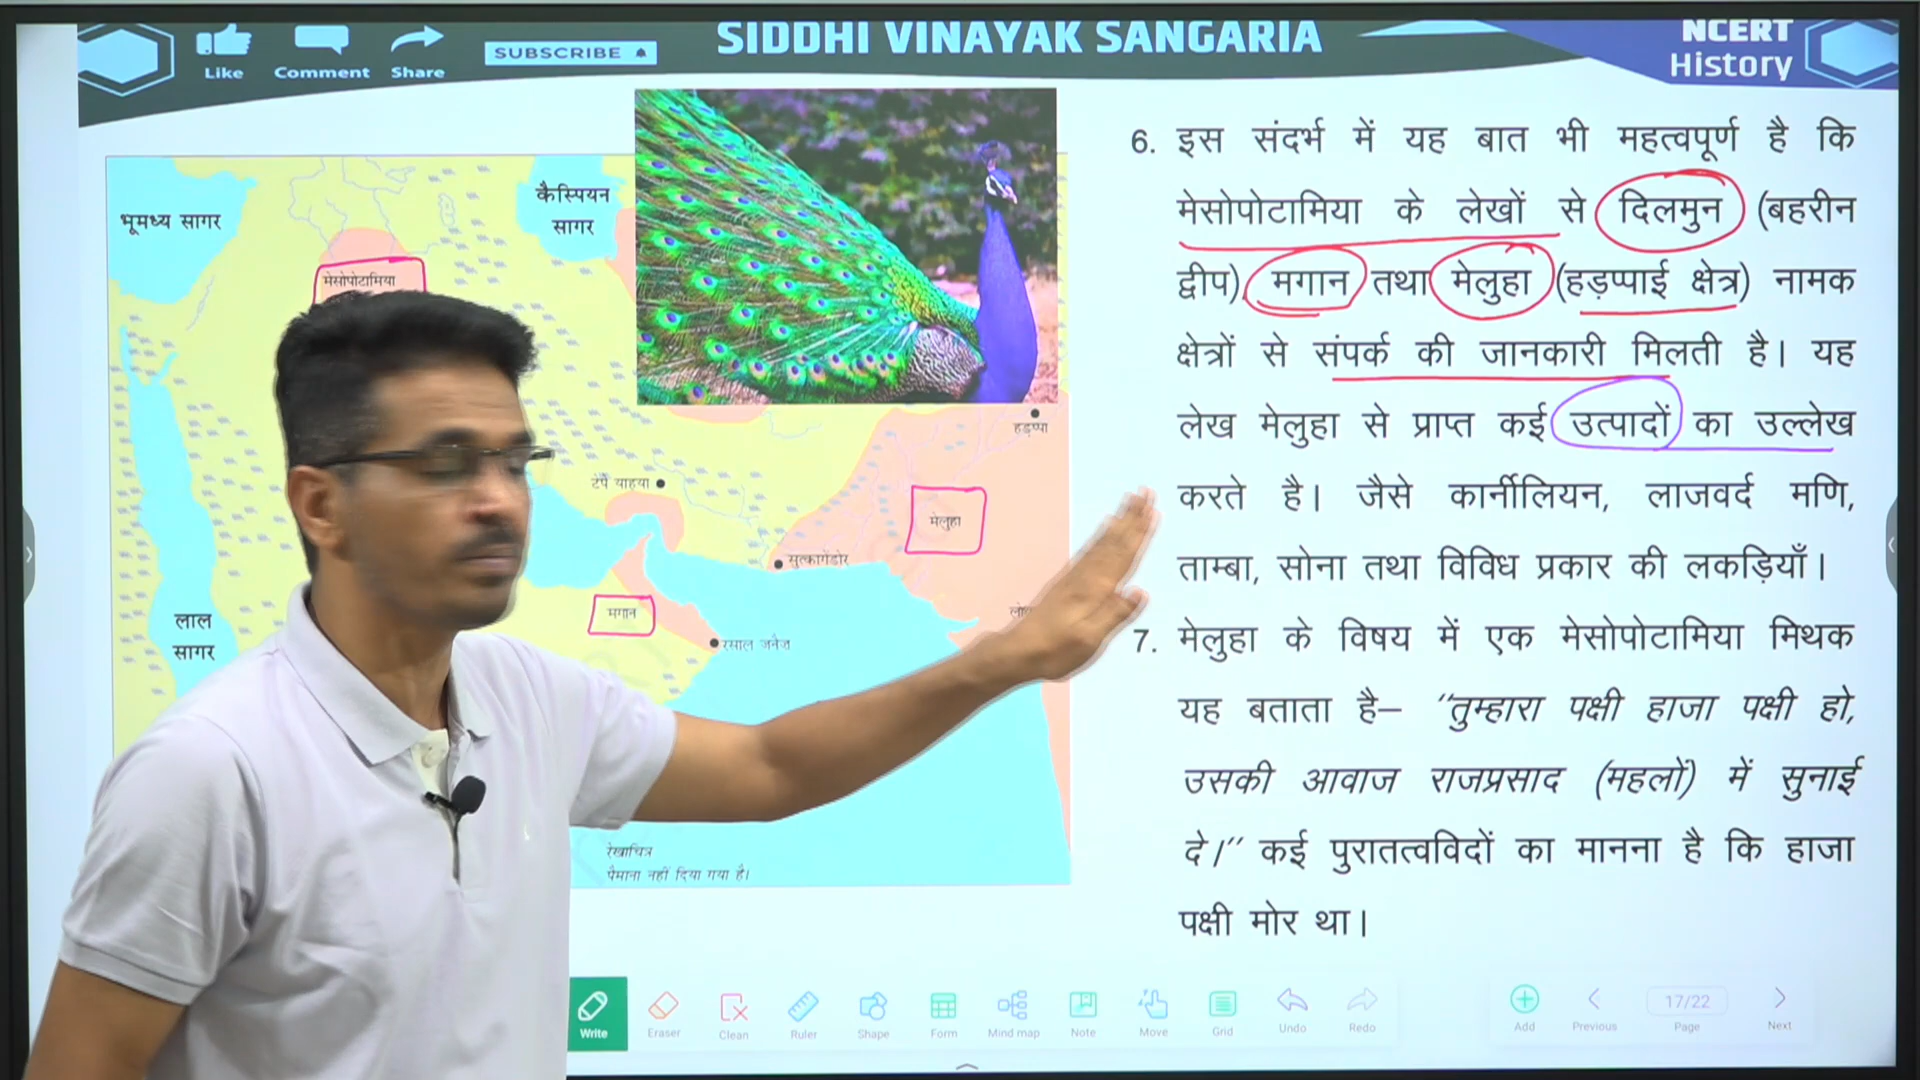 SIDDHI VINAYAK SANGARIA
NCERT
History
Like
Comment
Share
SUBSCRIBE
6. इस संदर्भ में यह बात भी महत्वपूर्ण है कि
मेसोपोटामिया के लेखों से दिलमुन (बहरीन
द्वीप) मगान तथा मेलुहा (हड़प्पाई क्षेत्र) नामक
क्षेत्रों से संपर्क की जानकारी मिलती है। यह
लेख मेलुहा से प्राप्त कई उत्पादों का उल्लेख
करते है। जैसे कार्नीलियन, लाजवर्द मणि,
ताम्बा, सोना तथा विविध प्रकार की लकड़ियाँ।
7. मेलुहा के विषय में एक मेसोपोटामिया मिथक
यह बताता है– “तुम्हारा पक्षी हाजा पक्षी हो,
उसकी आवाज राजप्रसाद (महलों) में सुनाई
दे।” कई पुरातत्वविदों का मानना है कि हाजा
पक्षी मोर था।
भूमध्य सागर
कैस्पियन
सागर
मेसोपोटामिया
हड़प्पा
टेपे याहया
मेलुहा
सुत्कागेंडोर
मगान
रसाल जनैज
लाल
सागर
रेखाचित्र
पैमाना नहीं दिया गया है।
Write
Eraser
Clean
Ruler
Shape
Form
Mind map
Note
Move
Grid
Undo
Redo
Add
Previous
17/22
Page
Next